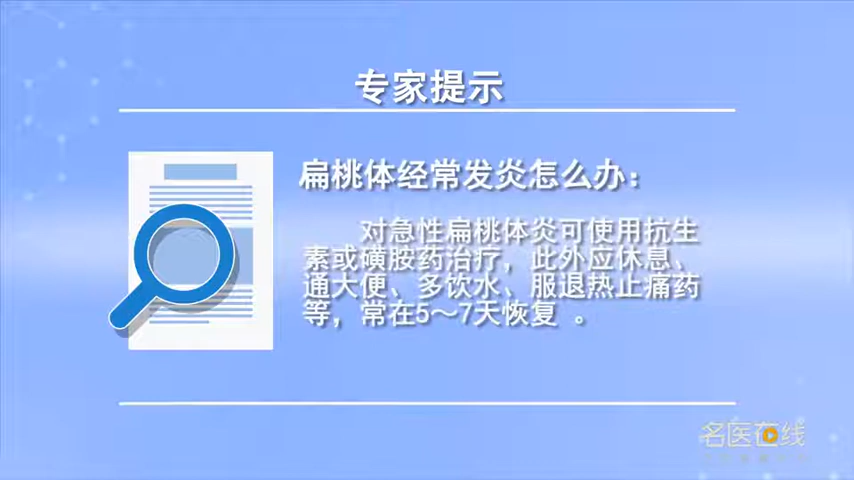 专家提示
扁桃体经常发炎怎么办：
对急性扁桃体炎可使用抗生
素或磺胺药治疗，此外应休息、
通大便、多饮水、服退热止痛药
等，常在5～7天恢复 。
名医在线